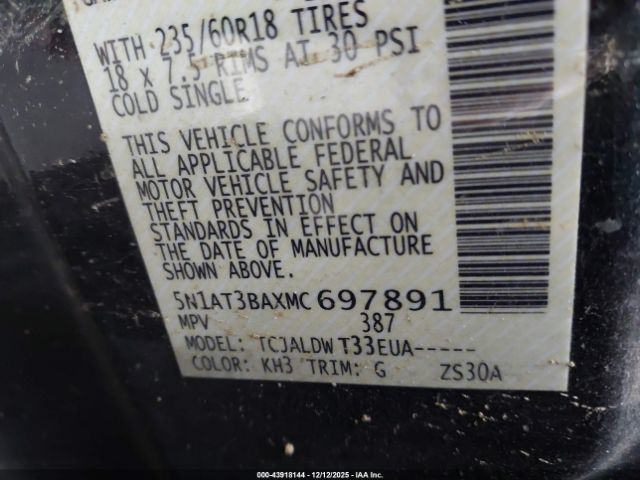 WITH 235/60R18 TIRES
18 x 7.5 RIMS AT 30 PSI
COLD SINGLE
THIS VEHICLE CONFORMS TO
ALL APPLICABLE FEDERAL
MOTOR VEHICLE SAFETY AND
THEFT PREVENTION
STANDARDS IN EFFECT ON
THE DATE OF MANUFACTURE
SHOWN ABOVE.
5N1AT3BAXMC697891
MPV 387
MODEL: TCJALDWT33EUA-----
COLOR: KH3 TRIM: G ZS30A
000-43918144 - 12/12/2025 - IAA Inc.